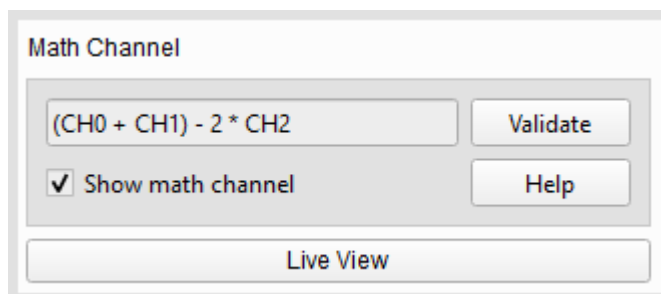 Math Channel
(CH0 + CH1) - 2 * CH2
Validate
Show math channel
Help
Live View